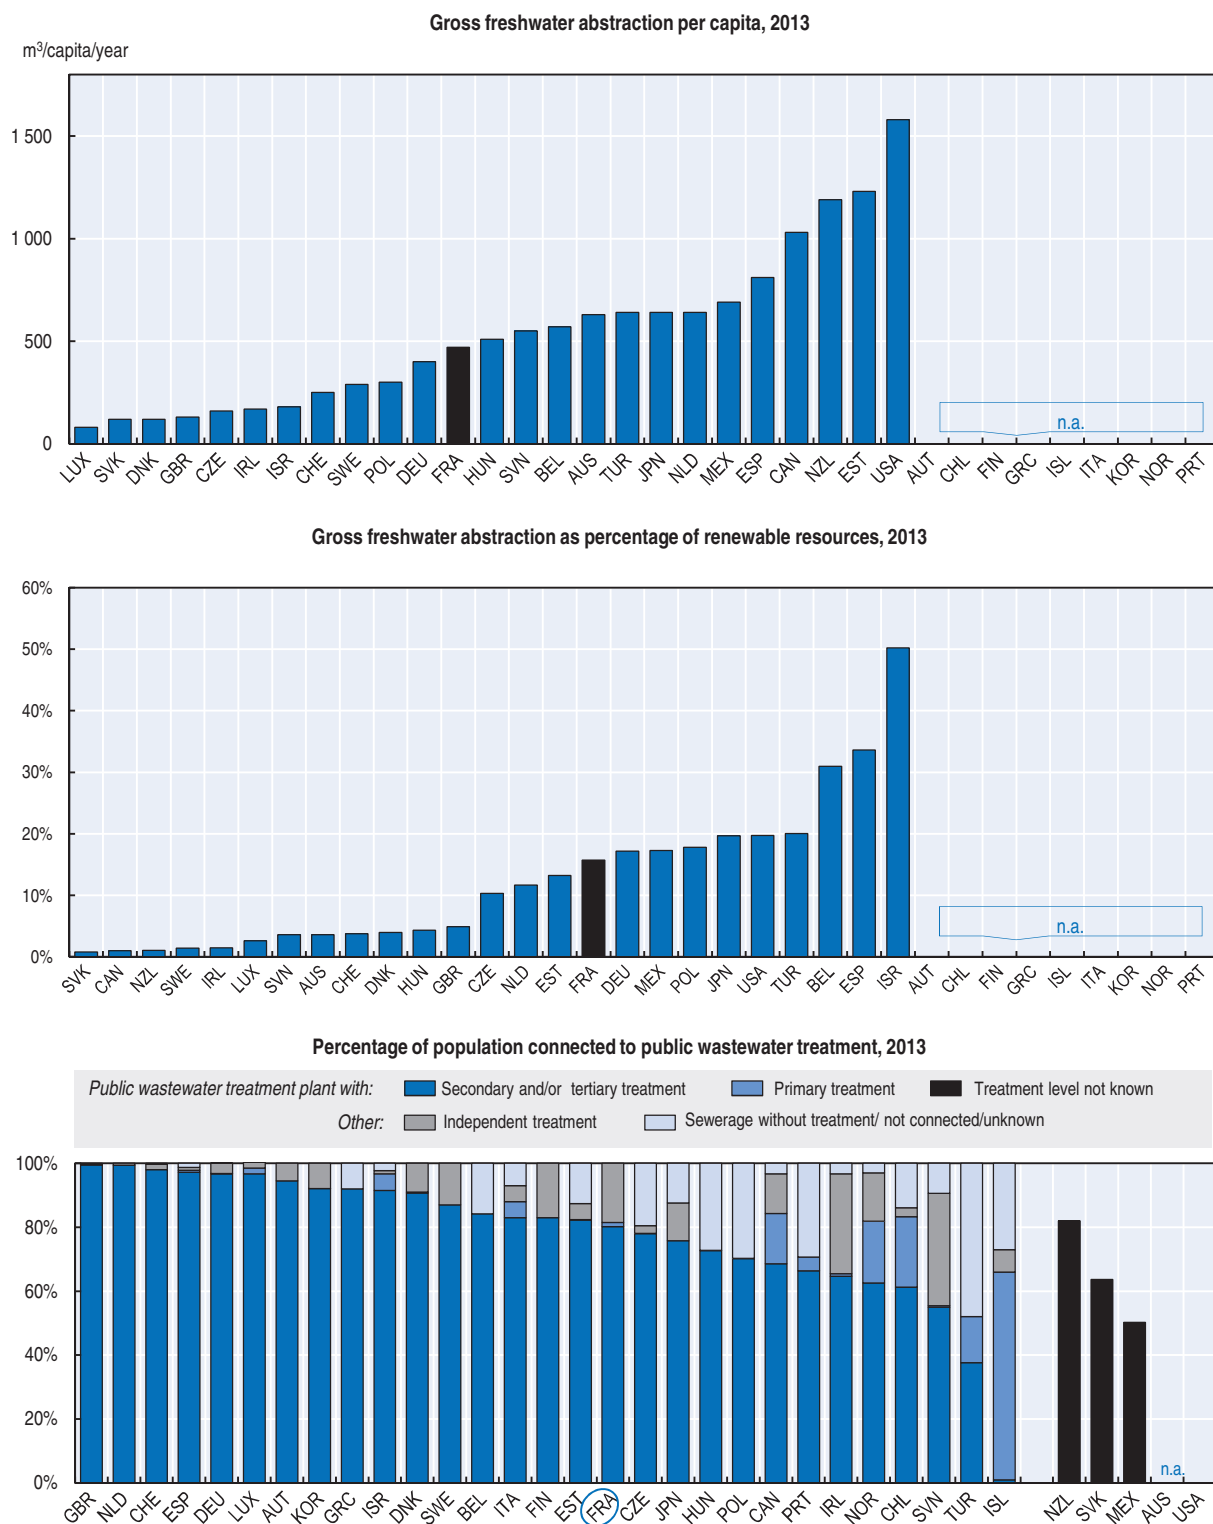 Gross freshwater abstraction per capita, 2013
m³/capita/year
1 500
1 000
500
0
LUX SVK DNK GBR CZE IRL ISR CHE SWE POL DEU FRA HUN SVN BEL AUS TUR JPN NLD MEX ESP CAN NZL EST USA AUT CHL FIN GRC ISL ITA KOR NOR PRT
n.a.
Gross freshwater abstraction as percentage of renewable resources, 2013
60%
50%
40%
30%
20%
10%
0%
n.a.
SVK CAN NZL SWE IRL LUX SVN AUS CHE DNK HUN GBR CZE NLD EST FRA DEU MEX POL JPN USA TUR BEL ESP ISR AUT CHL FIN GRC ISL ITA KOR NOR PRT
Percentage of population connected to public wastewater treatment, 2013
Public wastewater treatment plant with: Secondary and/or tertiary treatment Primary treatment Treatment level not known
Other: Independent treatment Sewerage without treatment/ not connected/unknown
100%
80%
60%
40%
20%
0%
n.a.
GBR NLD CHE ESP DEU LUX AUT KOR GRC ISR DNK SWE BEL ITA FIN EST FRA CZE JPN HUN POL CAN PRT IRL NOR CHL SVN TUR ISL NZL SVK MEX AUS USA